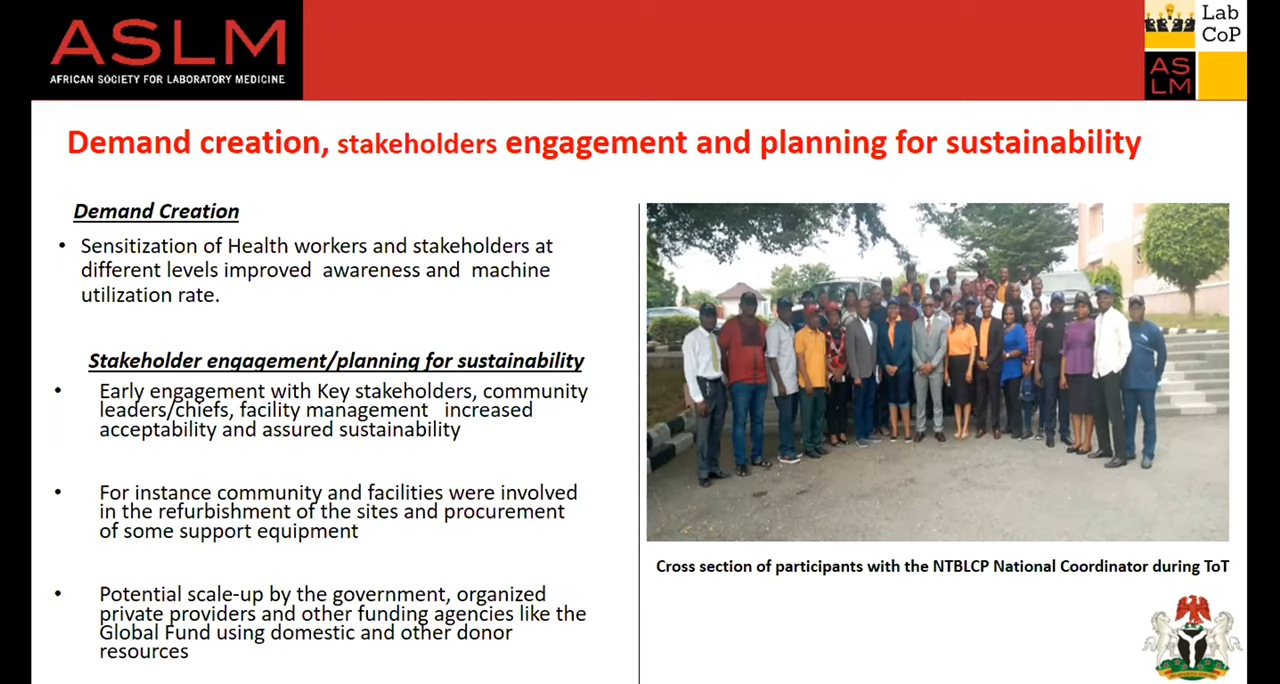 ASLM
AFRICAN SOCIETY FOR LABORATORY MEDICINE
Lab
CoP
AS
LM
Demand creation, stakeholders engagement and planning for sustainability
Demand Creation
• Sensitization of Health workers and stakeholders at
different levels improved awareness and machine
utilization rate.
Stakeholder engagement/planning for sustainability
• Early engagement with Key stakeholders, community
leaders/chiefs, facility management increased
acceptability and assured sustainability
• For instance community and facilities were involved
in the refurbishment of the sites and procurement
of some support equipment
• Potential scale-up by the government, organized
private providers and other funding agencies like the
Global Fund using domestic and other donor
resources
Cross section of participants with the NTBLCP National Coordinator during ToT